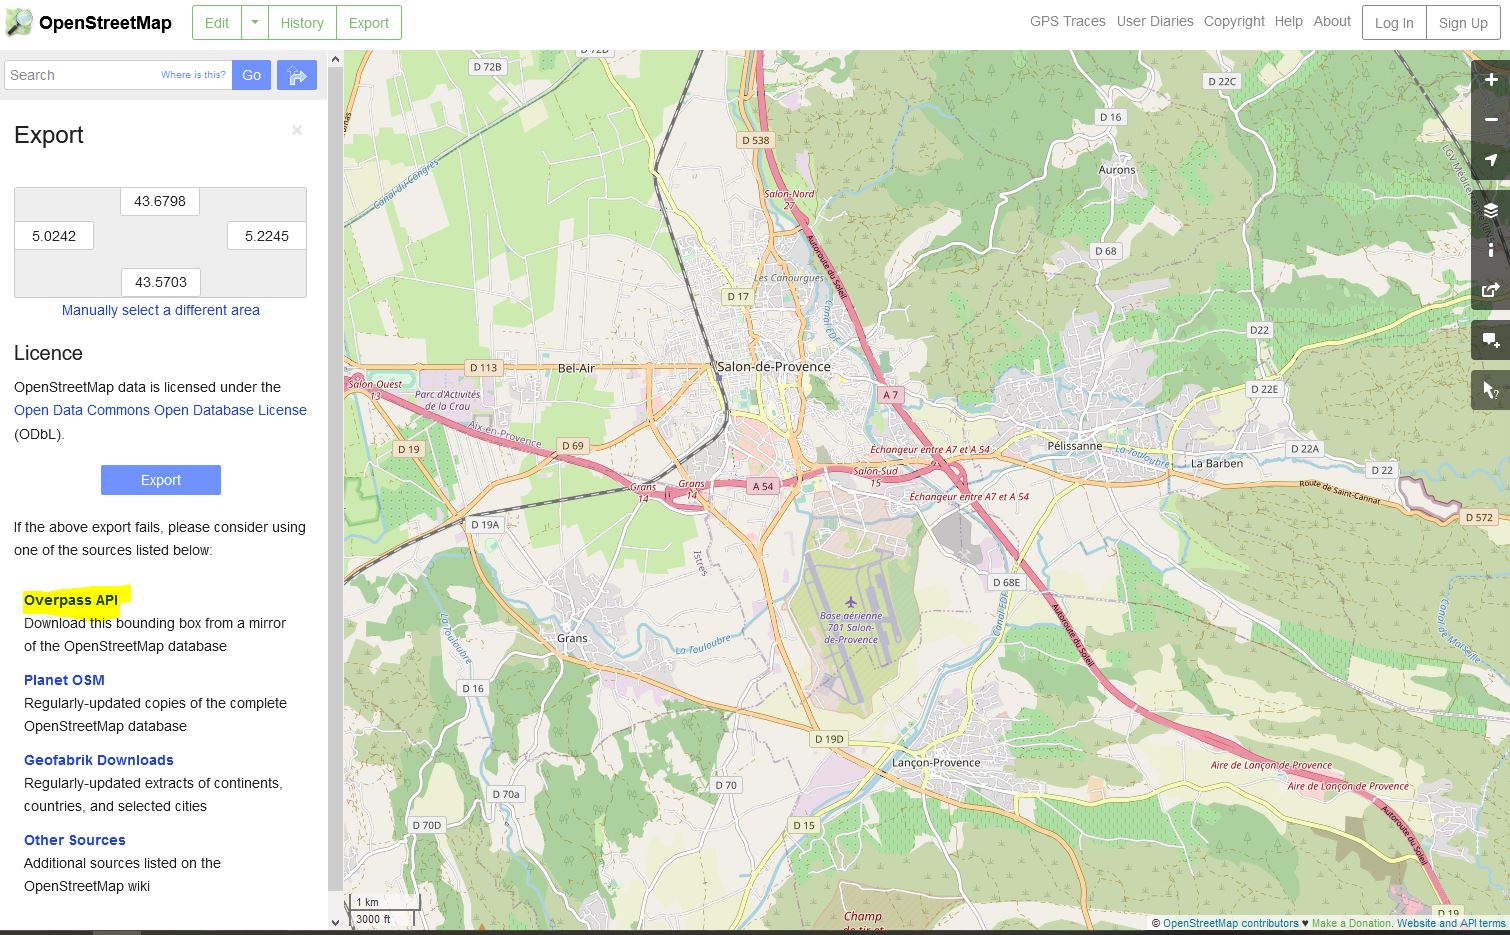 OpenStreetMap
Edit
History
Export
GPS Traces
User Diaries
Copyright
Help
About
Log In
Sign Up
Search
Where is this?
Go
Export
43.6798
5.0242
5.2245
43.5703
Manually select a different area
Licence
OpenStreetMap data is licensed under the
Open Data Commons Open Database License
(ODbL).
Export
If the above export fails, please consider using
one of the sources listed below:
Overpass API
Download this bounding box from a mirror
of the OpenStreetMap database
Planet OSM
Regularly-updated copies of the complete
OpenStreetMap database
Geofabrik Downloads
Regularly-updated extracts of continents,
countries, and selected cities
Other Sources
Additional sources listed on the
OpenStreetMap wiki
D 72B
D 72B
D 22C
D 16
D 538
Canal du Congrès
Aurons
Salon-Nord
27
LGV Méditerranée
Autoroute du Soleil
D 68
Les Canourgues
D 17
Canal EDF
D22
D 113
Bel-Air
Salon-de-Provence
Salon-Ouest
13
Parc d'Activités
de la Crau
A 7
D 22E
Aix-en-Provence
D 69
D 19
Échangeur entre A7 et A 54
Pélissanne
La Touloubre
D 22A
La Barben
D 22
Salon-Sud
15
Grans
14
Grans
14
A 54
Échangeur entre A7 et A 54
Route de Saint-Cannat
D 572
D 19A
Istres
D 68E
Base aérienne
701 Salon-
de-Provence
Canal EDF
Autoroute du Soleil
Canal de Marseille
La Touloubre
Grans
La Touloubre
D 16
D 19D
Lançon-Provence
Aire de Lançon de Provence
Aire de Lançon de Provence
D 70
D 70a
D 70D
D 15
Autoroute du Soleil
1 km
3000 ft
Champ
de tir et
D 19
© OpenStreetMap contributors ♥ Make a Donation. Website and API terms